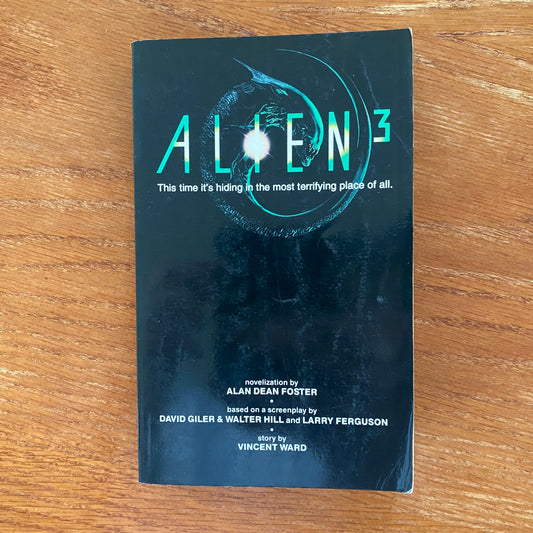 ALIEN³
This time it's hiding in the most terrifying place of all.
novelization by
ALAN DEAN FOSTER
•
based on a screenplay by
DAVID GILER & WALTER HILL and LARRY FERGUSON
•
story by
VINCENT WARD